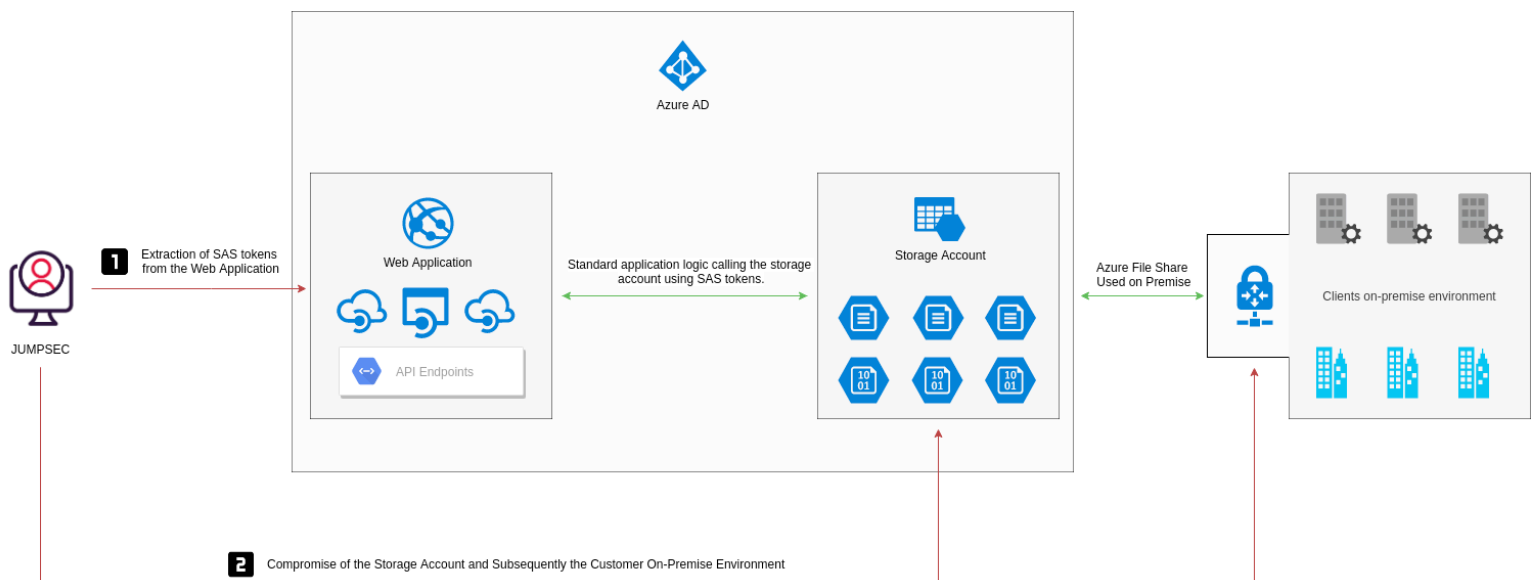 Azure AD
Web Application
API Endpoints
Standard application logic calling the storage
account using SAS tokens.
Storage Account
10
01
10
01
10
01
Azure File Share
Used on Premise
Clients on-premise environment
JUMPSEC
1
Extraction of SAS tokens
from the Web Application
2
Compromise of the Storage Account and Subsequently the Customer On-Premise Environment